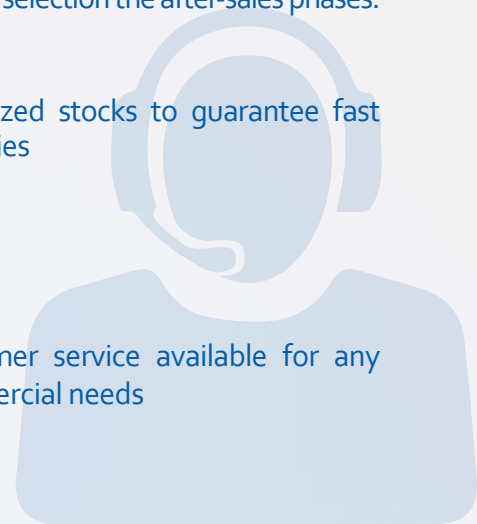 selection the after-sales phases.
zed stocks to guarantee fast
ies
mer service available for any
ercial needs